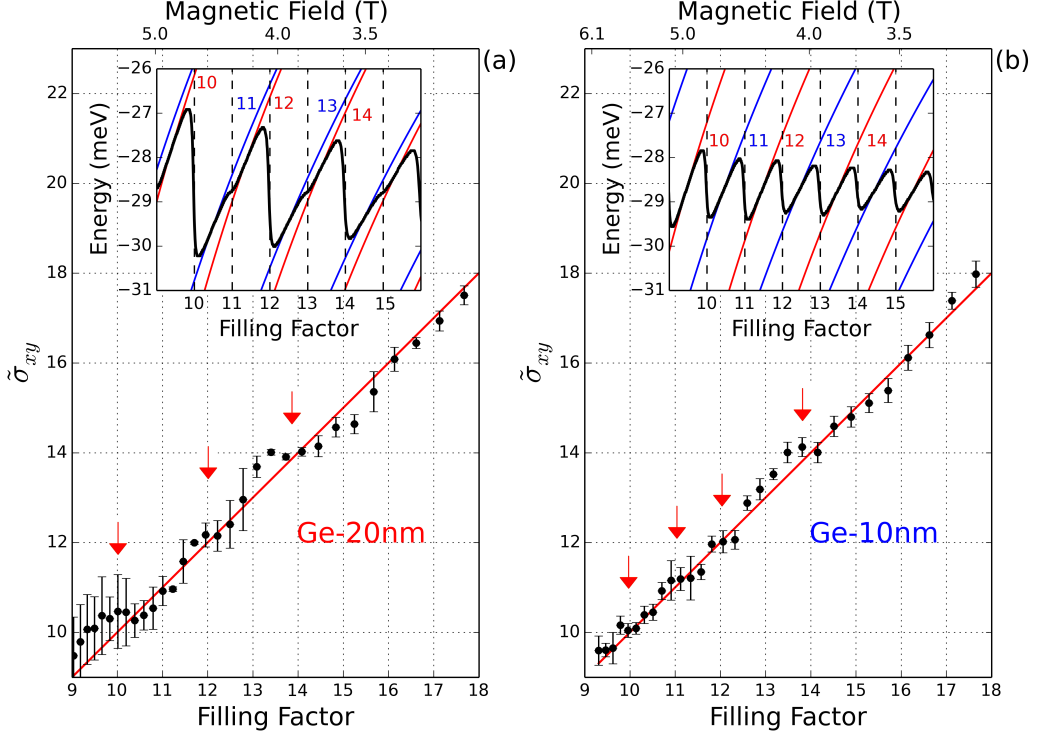 Magnetic Field (T)
5.0 4.0 3.5
(a)
22
20
18
16
14
12
10
9 10 11 12 13 14 15 16 17 18
Filling Factor
σ̃xy
−26
−27
−28
−29
−30
−31
Energy (meV)
10 11 12 13 14
10 11 12 13 14 15
Filling Factor
Ge-20nm
Magnetic Field (T)
6.1 5.0 4.0 3.5
(b)
22
20
18
16
14
12
10
9 10 11 12 13 14 15 16 17 18
Filling Factor
σ̃xy
−26
−27
−28
−29
−30
−31
Energy (meV)
10 11 12 13 14
10 11 12 13 14 15
Filling Factor
Ge-10nm